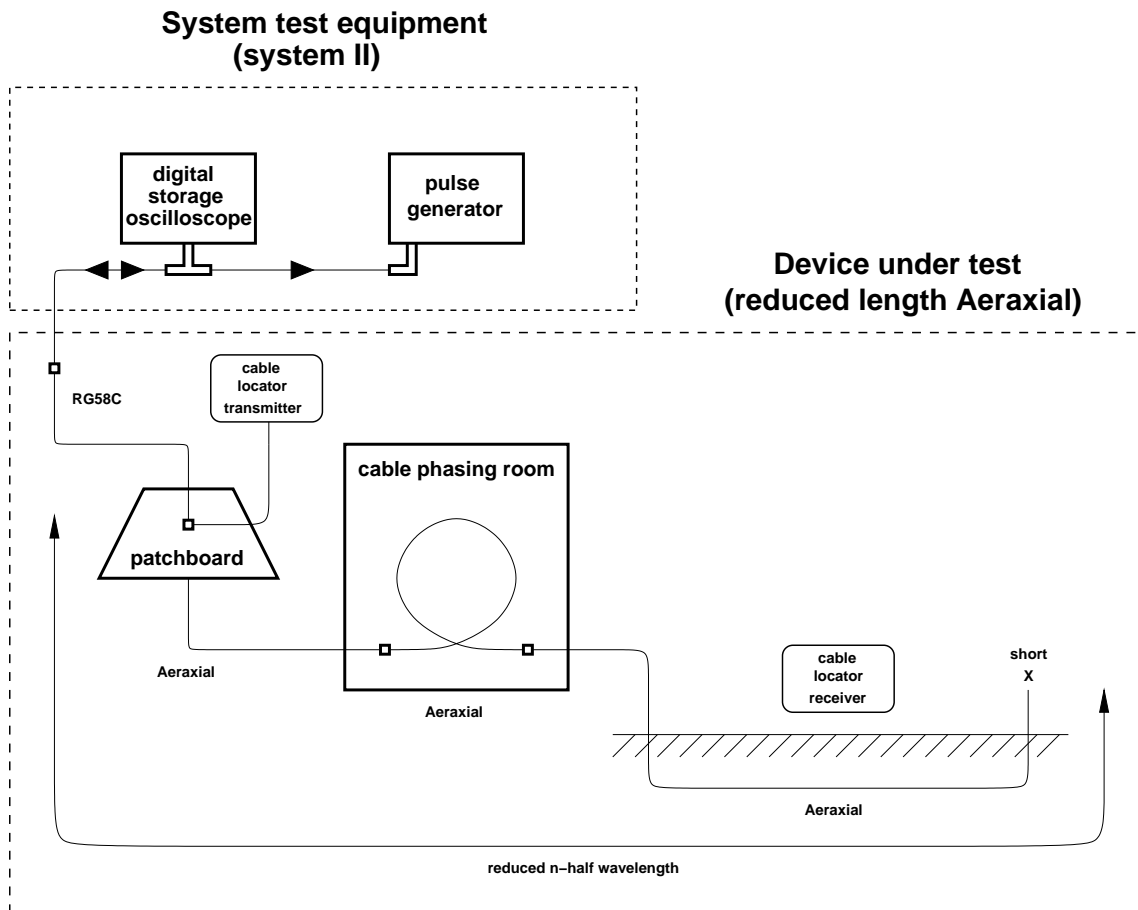 System test equipment
(system II)
digital
storage
oscilloscope
pulse
generator
Device under test
(reduced length Aeraxial)
RG58C
cable
locator
transmitter
cable phasing room
patchboard
Aeraxial
Aeraxial
cable
locator
receiver
short
X
Aeraxial
reduced n−half wavelength